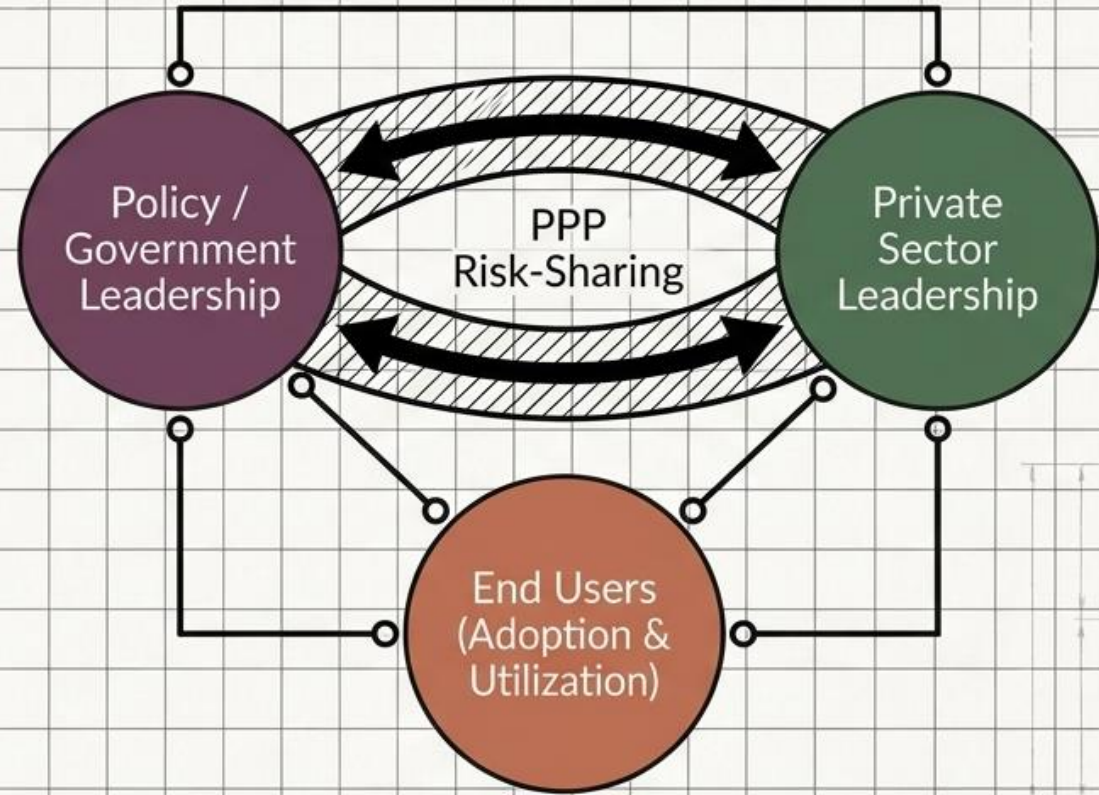 Policy /
Government
Leadership
PPP
Risk-Sharing
Private
Sector
Leadership
End Users
(Adoption &
Utilization)